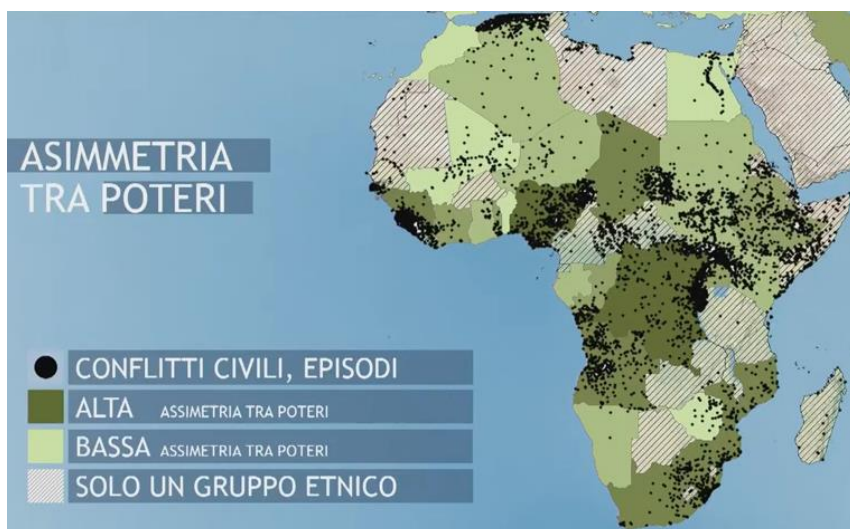 ASIMMETRIA
TRA POTERI
CONFLITTI CIVILI, EPISODI
ALTA ASSIMETRIA TRA POTERI
BASSA ASSIMETRIA TRA POTERI
SOLO UN GRUPPO ETNICO